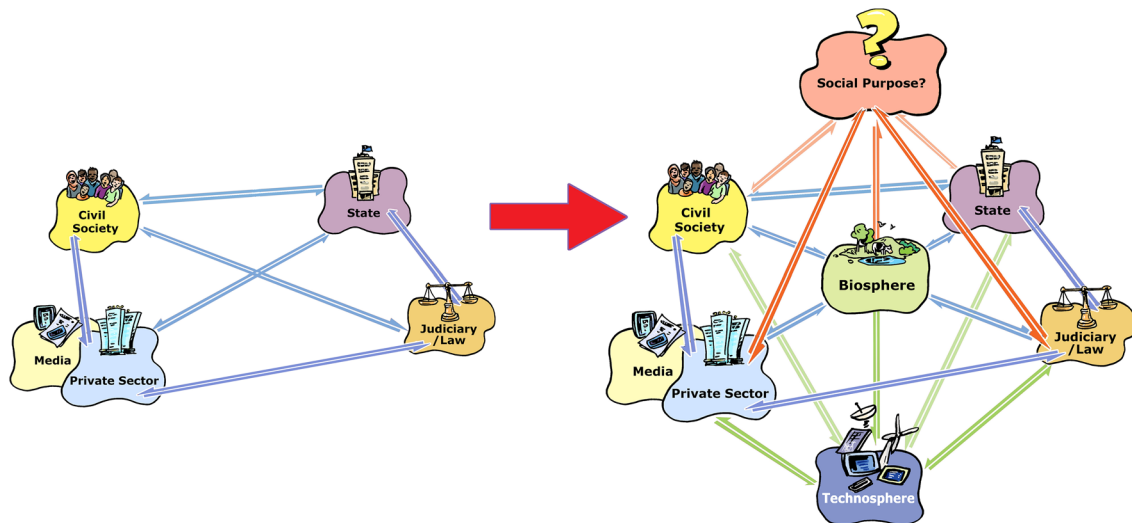 Civil
Society
State
Judiciary
/Law
Media
Private Sector
?
Social Purpose?
Civil
Society
State
Biosphere
Judiciary
/Law
Media
Private Sector
Technosphere